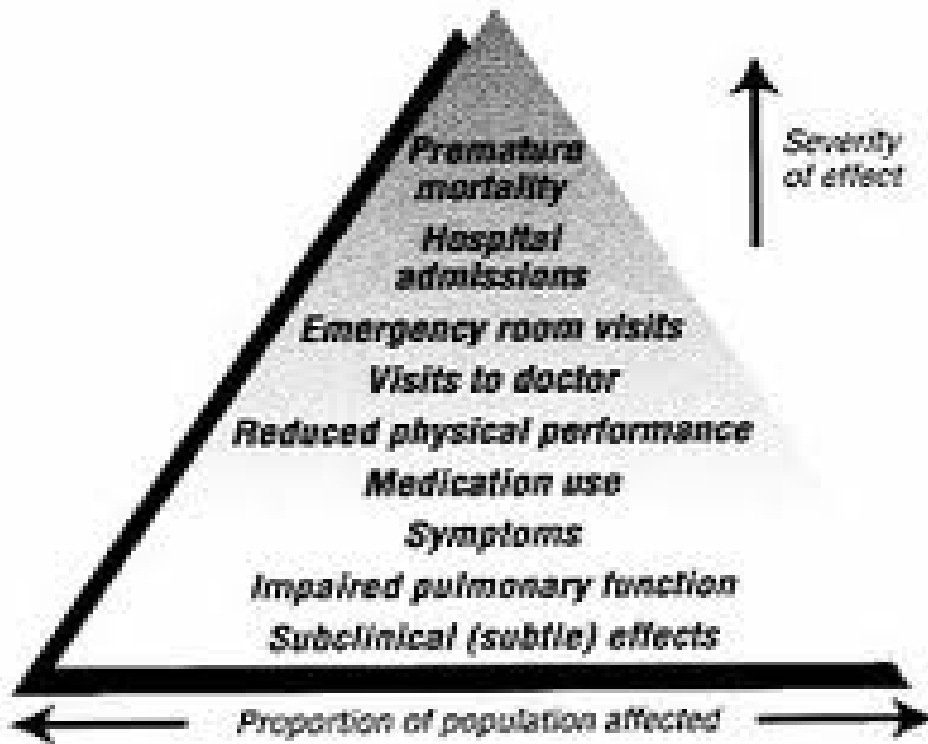 Premature
mortality
Hospital
admissions
Emergency room visits
Visits to doctor
Reduced physical performance
Medication use
Symptoms
Impaired pulmonary function
Subclinical (subtle) effects
Severity
of effect
Proportion of population affected